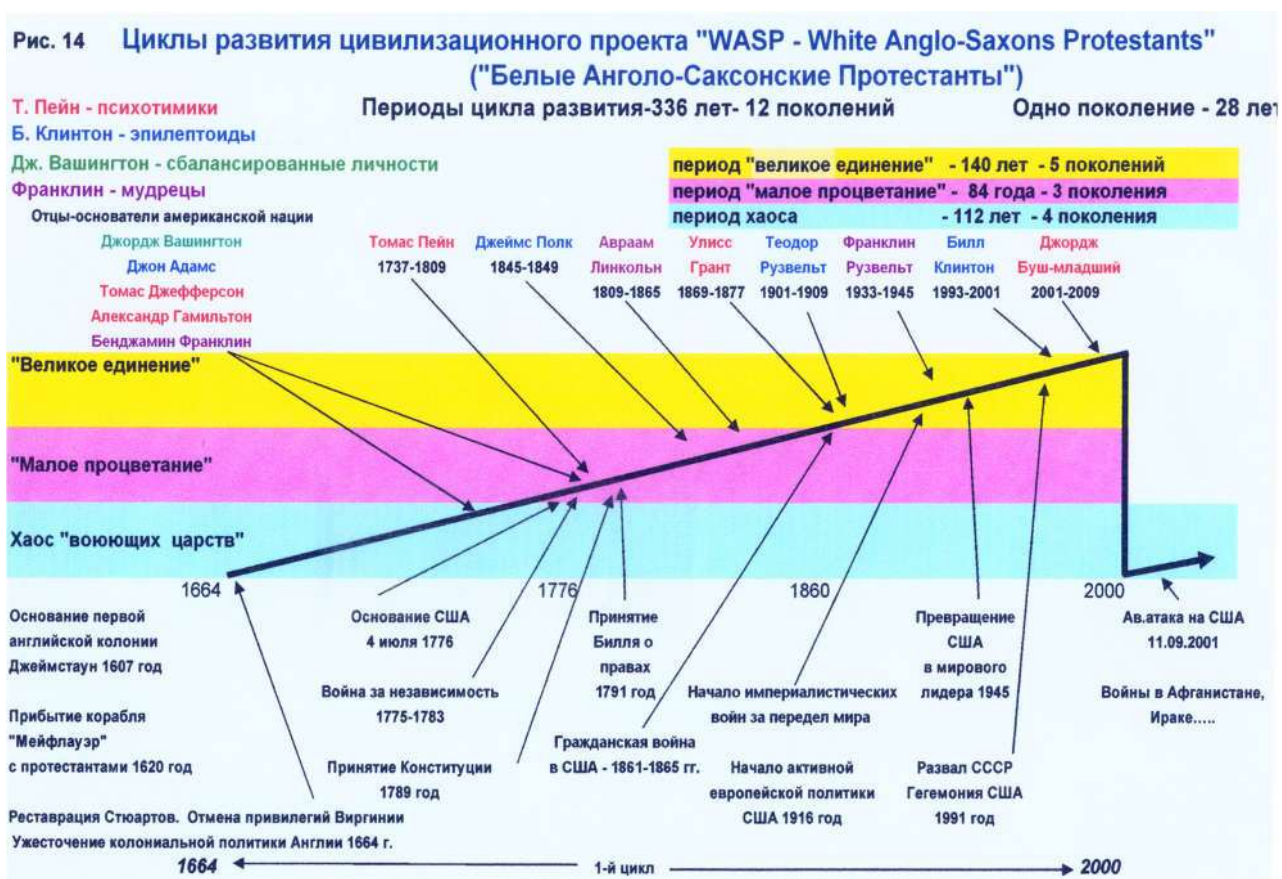 Рис. 14 Циклы развития цивилизационного проекта "WASP - White Anglo-Saxons Protestants"
("Белые Англо-Саксонские Протестанты")
Т. Пейн - психотимики
Периоды цикла развития-336 лет- 12 поколений
Одно поколение - 28 лет
Б. Клинтон - эпилептоиды
Дж. Вашингтон - сбалансированные личности
Франклин - мудрецы
период "великое единение" - 140 лет - 5 поколений
период "малое процветание" - 84 года - 3 поколения
период хаоса - 112 лет - 4 поколения
Отцы-основатели американской нации
Джордж Вашингтон
Джон Адамс
Томас Джефферсон
Александр Гамильтон
Бенджамин Франклин
Томас Пейн
1737-1809
Джеймс Полк
1845-1849
Авраам
Линкольн
1809-1865
Улисс
Грант
1869-1877
Теодор
Рузвельт
1901-1909
Франклин
Рузвельт
1933-1945
Билл
Клинтон
1993-2001
Джордж
Буш-младший
2001-2009
"Великое единение"
"Малое процветание"
Хаос "воюющих царств"
1664
1776
1860
2000
Основание первой
английской колонии
Джеймстаун 1607 год
Прибытие корабля
"Мейфлауэр"
с протестантами 1620 год
Реставрация Стюартов. Отмена привилегий Виргинии
Ужесточение колониальной политики Англии 1664 г.
Основание США
4 июля 1776
Война за независимость
1775-1783
Принятие Конституции
1789 год
Принятие
Билля о
правах
1791 год
Гражданская война
в США - 1861-1865 гг.
Начало империалистических
войн за передел мира
Начало активной
европейской политики
США 1916 год
Превращение
США
в мирового
лидера 1945
Развал СССР
Гегемония США
1991 год
Ав.атака на США
11.09.2001
Войны в Афганистане,
Ираке.....
1664 1-й цикл 2000